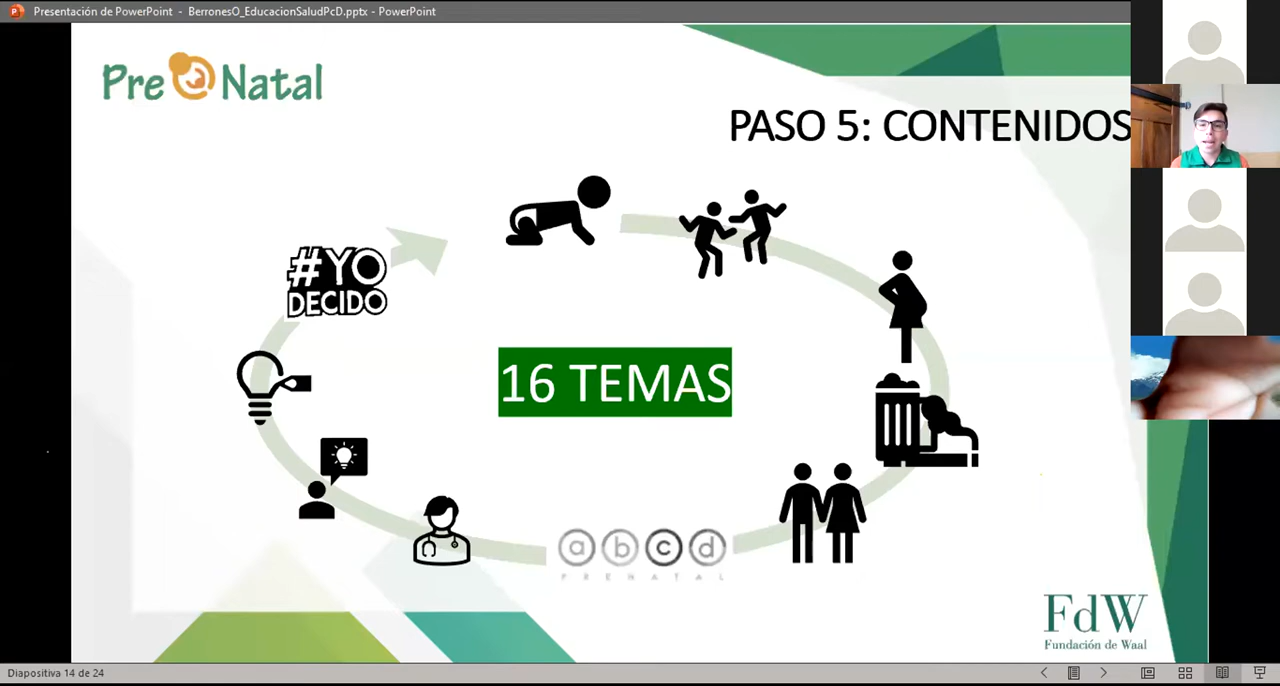 Presentación de PowerPoint - BerronesO_EducacionSaludPcD.pptx - PowerPoint
Pre Natal
PASO 5: CONTENIDOS
#YO
DECIDO
16 TEMAS
a b c d
PRENATAL
FdW
Fundación de Waal
Diapositiva 14 de 24